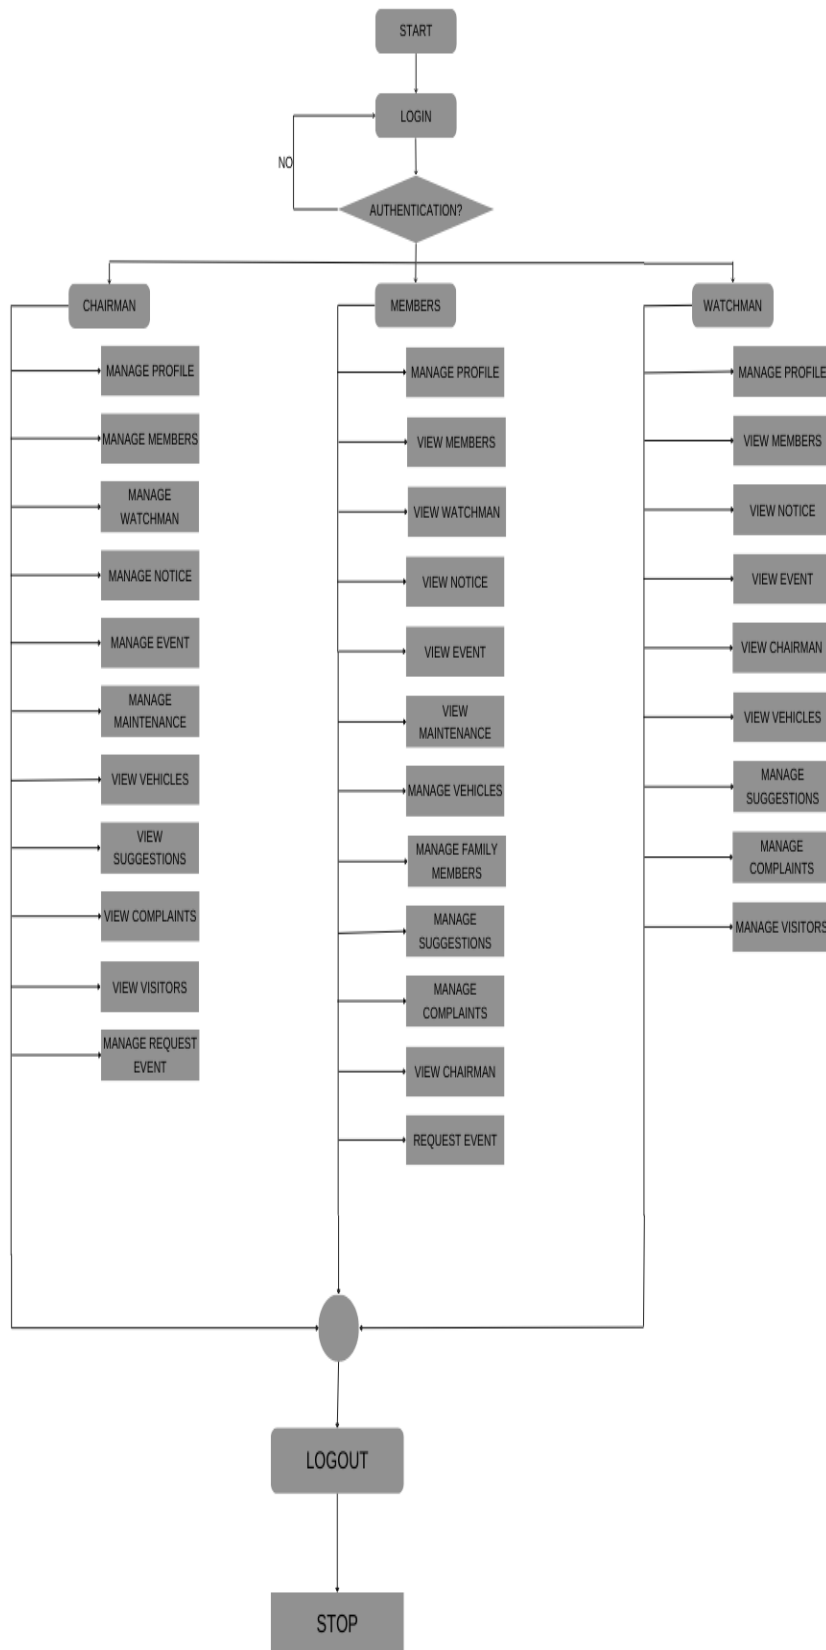 START
LOGIN
NO
AUTHENTICATION?
CHAIRMAN
MANAGE PROFILE
MANAGE MEMBERS
MANAGE
WATCHMAN
MANAGE NOTICE
MANAGE EVENT
MANAGE
MAINTENANCE
VIEW VEHICLES
VIEW
SUGGESTIONS
VIEW COMPLAINTS
VIEW VISITORS
MANAGE REQUEST
EVENT
MEMBERS
MANAGE PROFILE
VIEW MEMBERS
VIEW WATCHMAN
VIEW NOTICE
VIEW EVENT
VIEW
MAINTENANCE
MANAGE VEHICLES
MANAGE FAMILY
MEMBERS
MANAGE
SUGGESTIONS
MANAGE
COMPLAINTS
VIEW CHAIRMAN
REQUEST EVENT
WATCHMAN
MANAGE PROFILE
VIEW MEMBERS
VIEW NOTICE
VIEW EVENT
VIEW CHAIRMAN
VIEW VEHICLES
MANAGE
SUGGESTIONS
MANAGE
COMPLAINTS
MANAGE VISITORS
LOGOUT
STOP